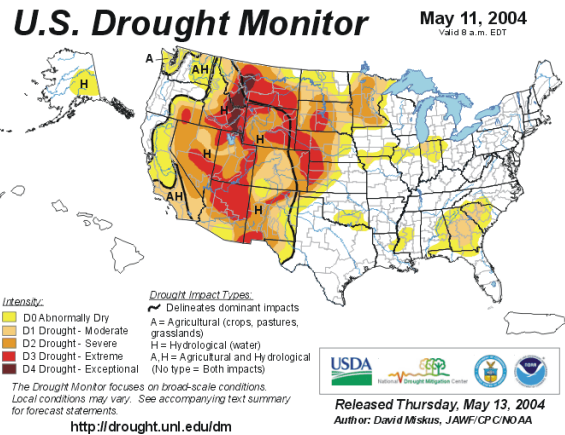 U.S. Drought Monitor
May 11, 2004
Valid 8 a.m. EDT
H
A
AH
H
H
H
AH
H
Intensity:
D0 Abnormally Dry
D1 Drought - Moderate
D2 Drought - Severe
D3 Drought - Extreme
D4 Drought - Exceptional
Drought Impact Types:
Delineates dominant impacts
A = Agricultural (crops, pastures,
grasslands)
H = Hydrological (water)
A,H = Agricultural and Hydrological
(No type = Both impacts)
The Drought Monitor focuses on broad-scale conditions.
Local conditions may vary. See accompanying text summary
for forecast statements.
http://drought.unl.edu/dm
USDA
National Drought Mitigation Center
Released Thursday, May 13, 2004
Author: David Miskus, JAWF/CPC/NOAA